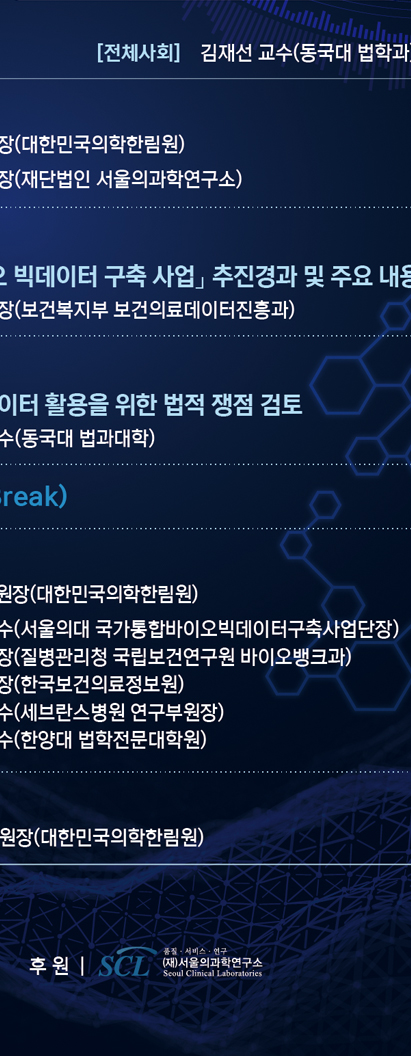 [전체사회] 김재선 교수(동국대 법학과)
장(대한민국의학한림원)
장(재단법인 서울의과학연구소)
오 빅데이터 구축 사업」 추진경과 및 주요 내용
장(보건복지부 보건의료데이터진흥과)
이터 활용을 위한 법적 쟁점 검토
수(동국대 법과대학)
Break)
원장(대한민국의학한림원)
수(서울의대 국가통합바이오빅데이터구축사업단장)
장(질병관리청 국립보건연구원 바이오뱅크과)
장(한국보건의료정보원)
수(세브란스병원 연구부원장)
수(한양대 법학전문대학원)
원장(대한민국의학한림원)
후 원 | SCL 품질 · 서비스 · 연구
(재)서울의과학연구소
Seoul Clinical Laboratories